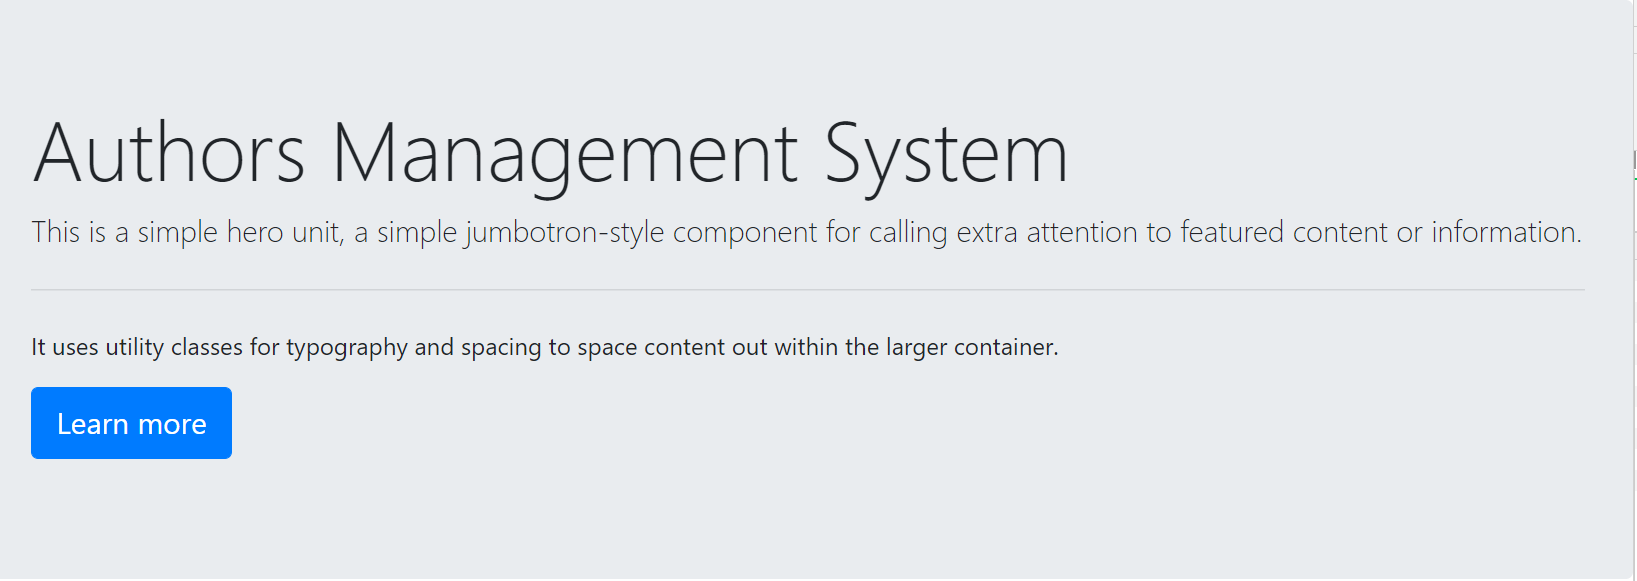 Authors Management System
This is a simple hero unit, a simple jumbotron-style component for calling extra attention to featured content or information.
It uses utility classes for typography and spacing to space content out within the larger container.
Learn more